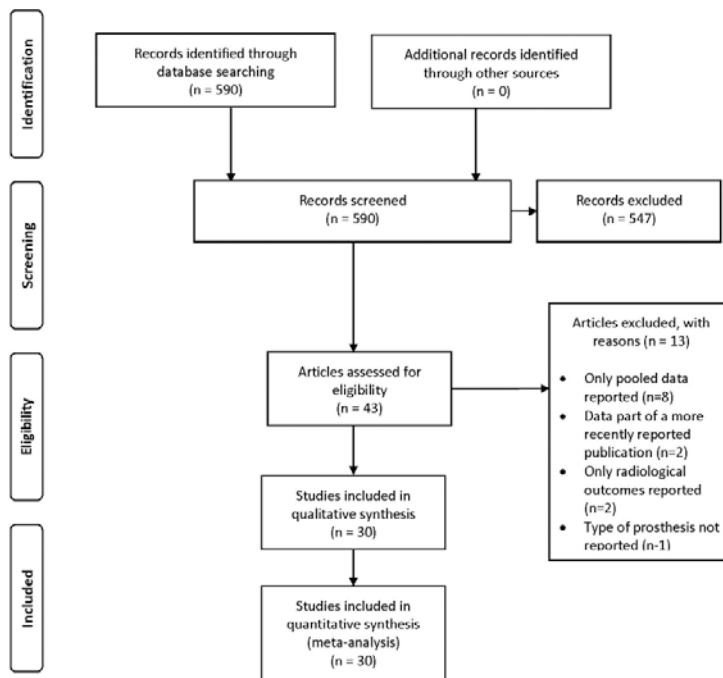 Identification
Records identified through
database searching
(n = 590)
Additional records identified
through other sources
(n = 0)
Screening
Records screened
(n = 590)
Records excluded
(n = 547)
Eligibility
Articles assessed for
eligibility
(n = 43)
Articles excluded, with
reasons (n = 13)
• Only pooled data
reported (n=8)
• Data part of a more
recently reported
publication (n=2)
• Only radiological
outcomes reported
(n=2)
• Type of prosthesis not
reported (n-1)
Studies included in
qualitative synthesis
(n = 30)
Included
Studies included in
quantitative synthesis
(meta-analysis)
(n = 30)